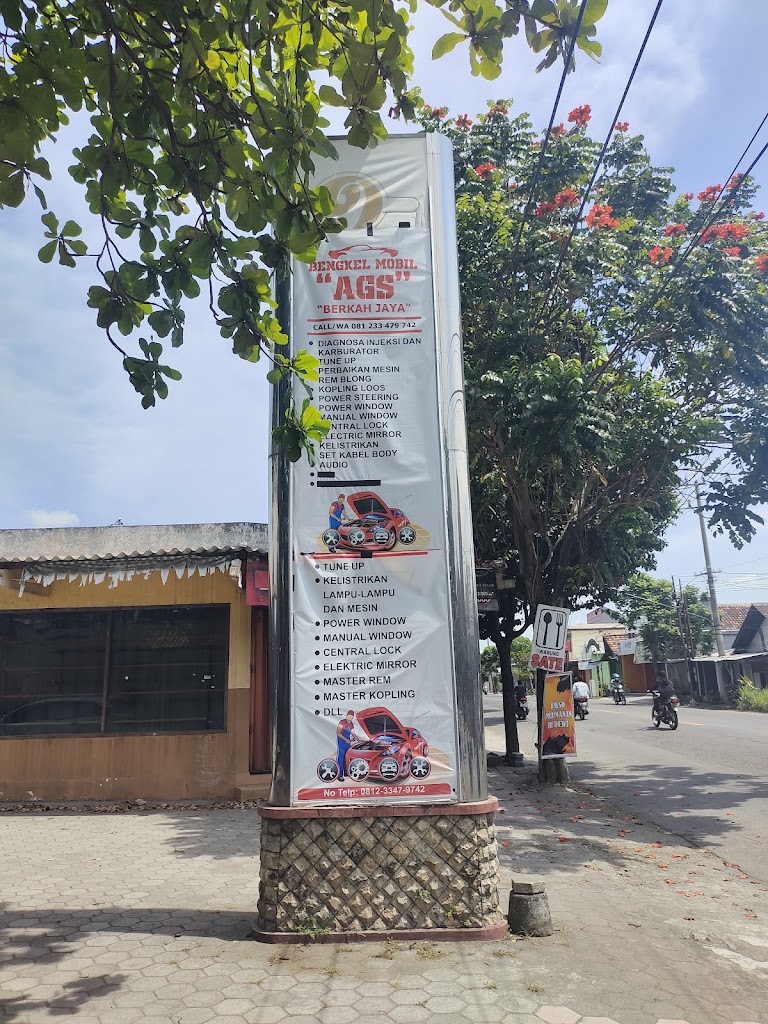 BENGKEL MOBIL
"AGS"
"BERKAH JAYA"
CALL/WA 081 233 479 742
• DIAGNOSA INJEKSI DAN
KARBURATOR
TUNE UP
PERBAIKAN MESIN
REM BLONG
• KOPLING LOOS
• POWER STEERING
POWER WINDOW
MANUAL WINDOW
CENTRAL LOCK
ELECTRIC MIRROR
• KELISTRIKAN
SET KABEL BODY
• AUDIO
• TUNE UP
• KELISTRIKAN
LAMPU-LAMPU
DAN MESIN
• POWER WINDOW
• MANUAL WINDOW
• CENTRAL LOCK
• ELEKTRIC MIRROR
• MASTER REM
• MASTER KOPLING
• DLL
No Telp: 0812-3347-9742
WARUNG
SATE